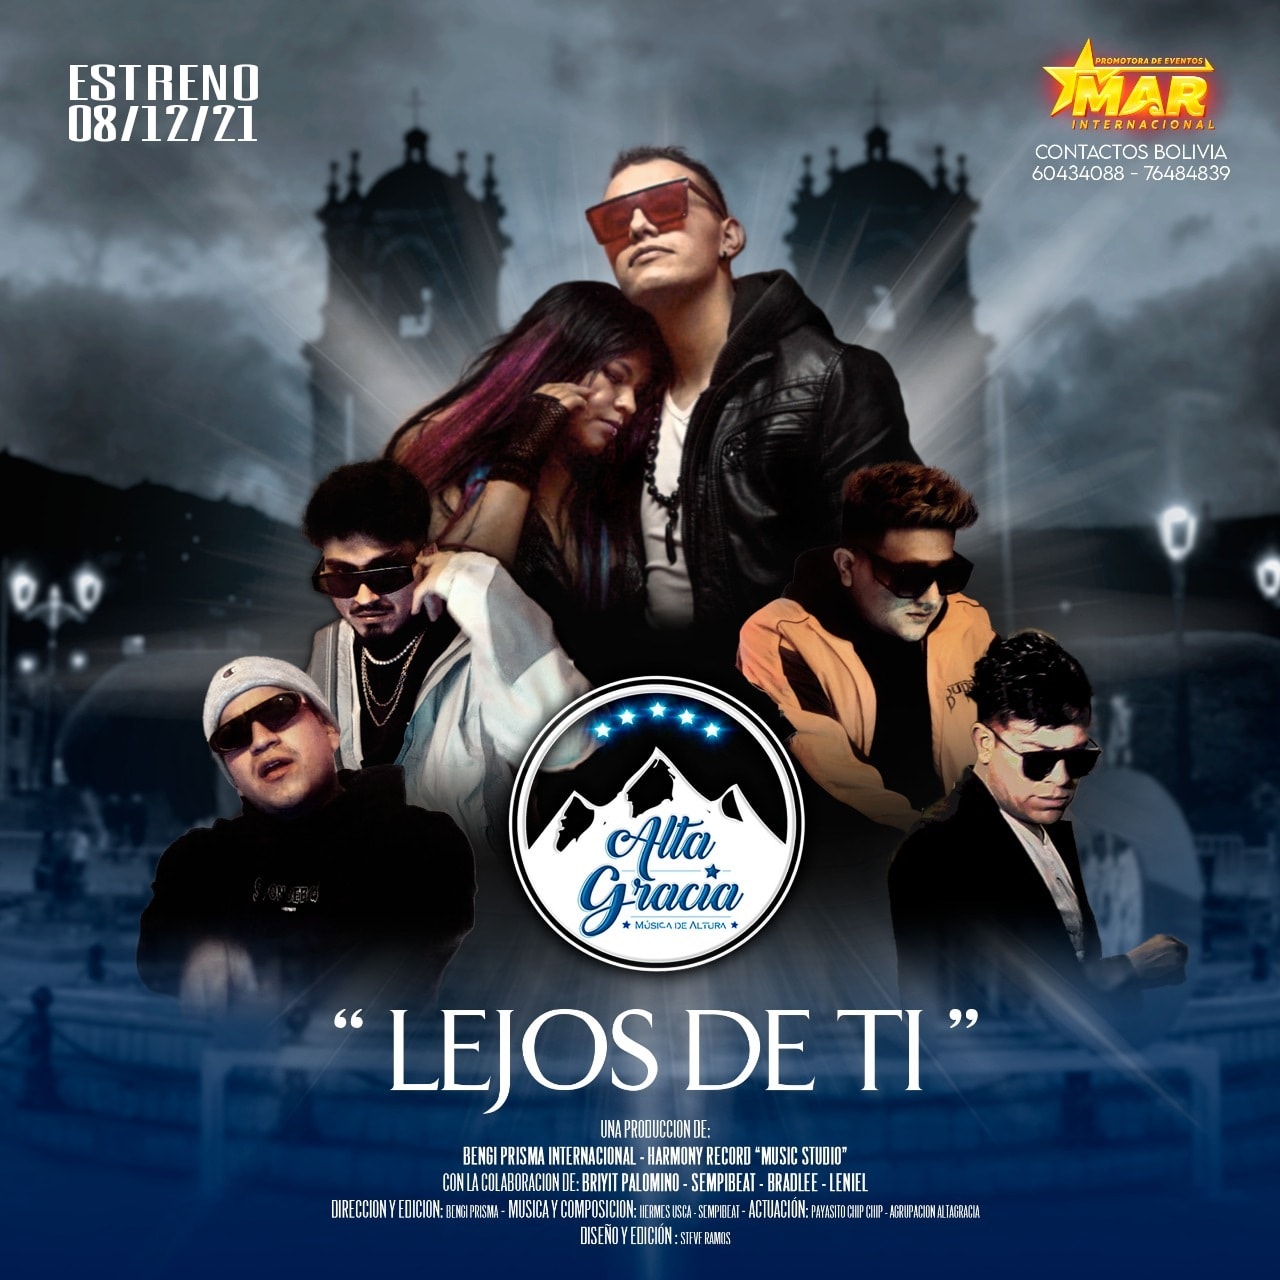 ESTRENO
08/12/21
PROMOTORA DE EVENTOS
MAR
INTERNACIONAL
CONTACTOS BOLIVIA
60434088 - 76484839
Alta
Gracia
MÚSICA DE ALTURA
“ LEJOS DE TI ”
UNA PRODUCCION DE:
BENGI PRISMA INTERNACIONAL - HARMONY RECORD “MUSIC STUDIO”
CON LA COLABORACION DE: BRIYIT PALOMINO - SEMPIBEAT - BRADLEE - LENIEL
DIRECCION Y EDICION: BENGI PRISMA - MUSICA Y COMPOSICION: HERMES USCA - SEMPIBEAT - ACTUACIÓN: PAYASITO CHIP CHIP - AGRUPACION ALTAGRACIA
DISEÑO Y EDICIÓN : STEVE RAMOS